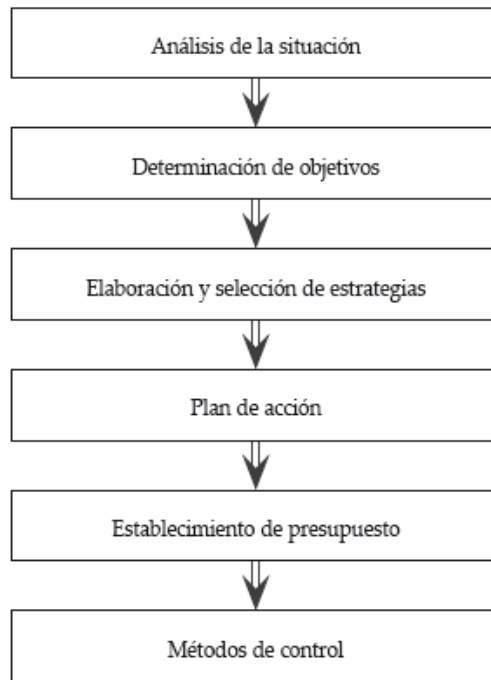 Análisis de la situación
Determinación de objetivos
Elaboración y selección de estrategias
Plan de acción
Establecimiento de presupuesto
Métodos de control